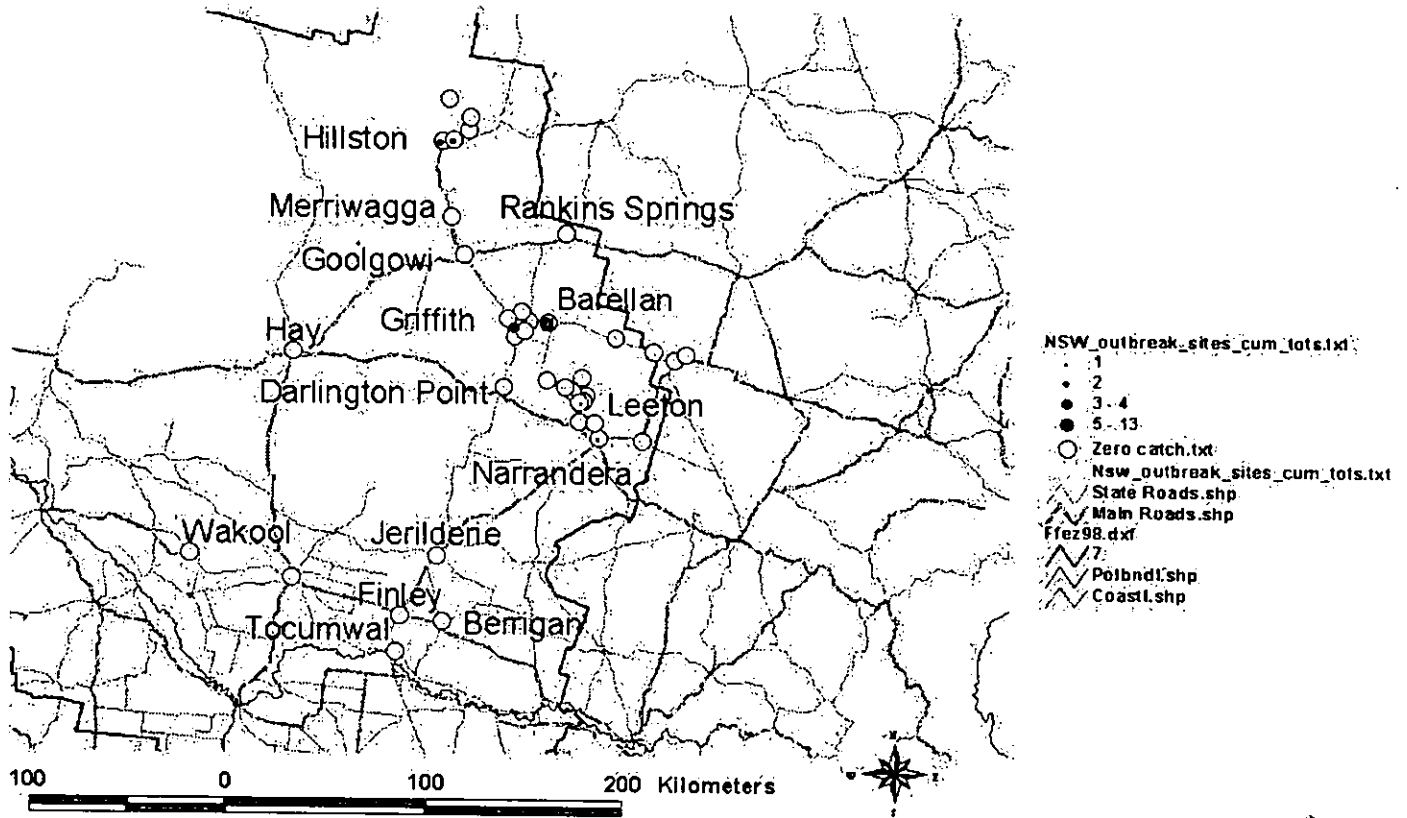 Hillston
Merriwagga
Rankins Springs
Goolgowi
Barellan
Griffith
Hay
Darlington Point
Leeton
Narrandera
Wakool
Jerilderie
Finley
Tocumwal
Berrigan
NSW_outbreak_sites_cum_tots.txt
1
2
3 - 4
5 - 13
Zero catch.txt
Nsw_outbreak_sites_cum_tots.txt
State Roads.shp
Main Roads.shp
Ffez98.dxf
7
Polbndl.shp
Coastl.shp
100 0 100 200 Kilometers